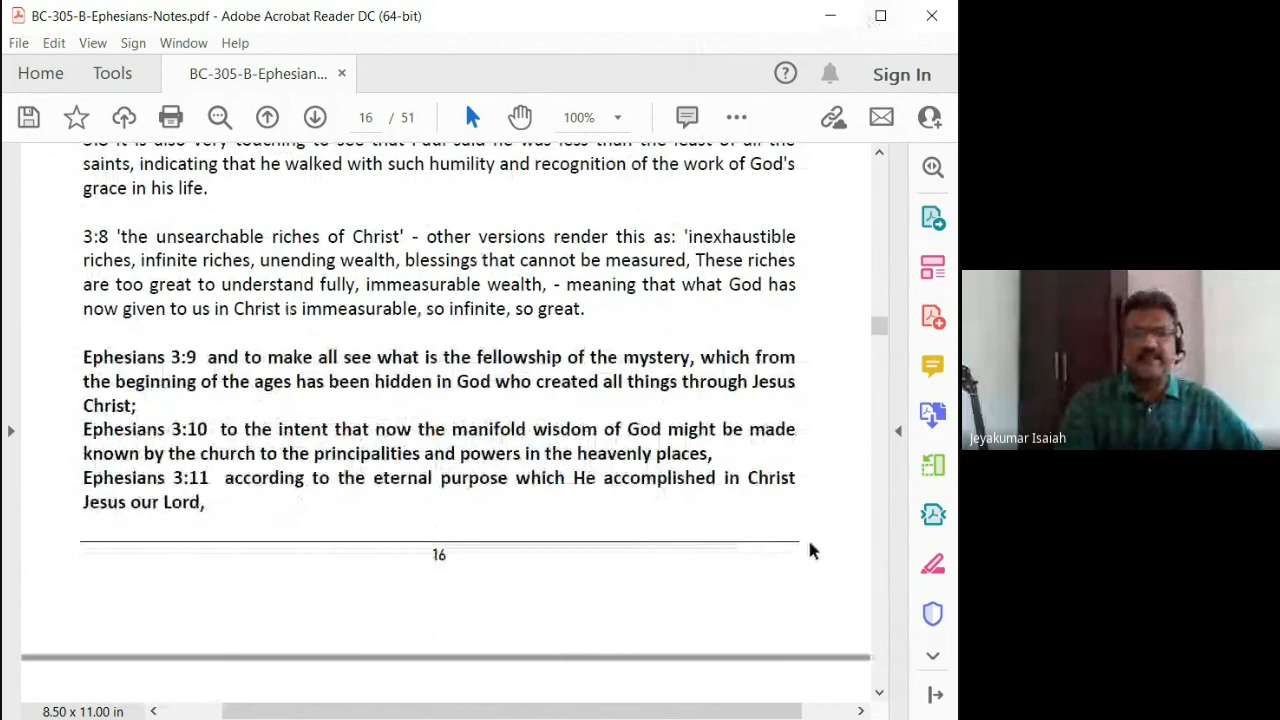 BC-305-B-Ephesians-Notes.pdf - Adobe Acrobat Reader DC (64-bit)
File Edit View Sign Window Help
Home Tools BC-305-B-Ephesian... × Sign In
16 / 51 100%
saints, indicating that he walked with such humility and recognition of the work of God's
grace in his life.
3:8 'the unsearchable riches of Christ' - other versions render this as: 'inexhaustible
riches, infinite riches, unending wealth, blessings that cannot be measured, These riches
are too great to understand fully, immeasurable wealth, - meaning that what God has
now given to us in Christ is immeasurable, so infinite, so great.
Ephesians 3:9 and to make all see what is the fellowship of the mystery, which from
the beginning of the ages has been hidden in God who created all things through Jesus
Christ;
Ephesians 3:10 to the intent that now the manifold wisdom of God might be made
known by the church to the principalities and powers in the heavenly places,
Ephesians 3:11 according to the eternal purpose which He accomplished in Christ
Jesus our Lord,
16
8.50 x 11.00 in
Jeyakumar Isaiah